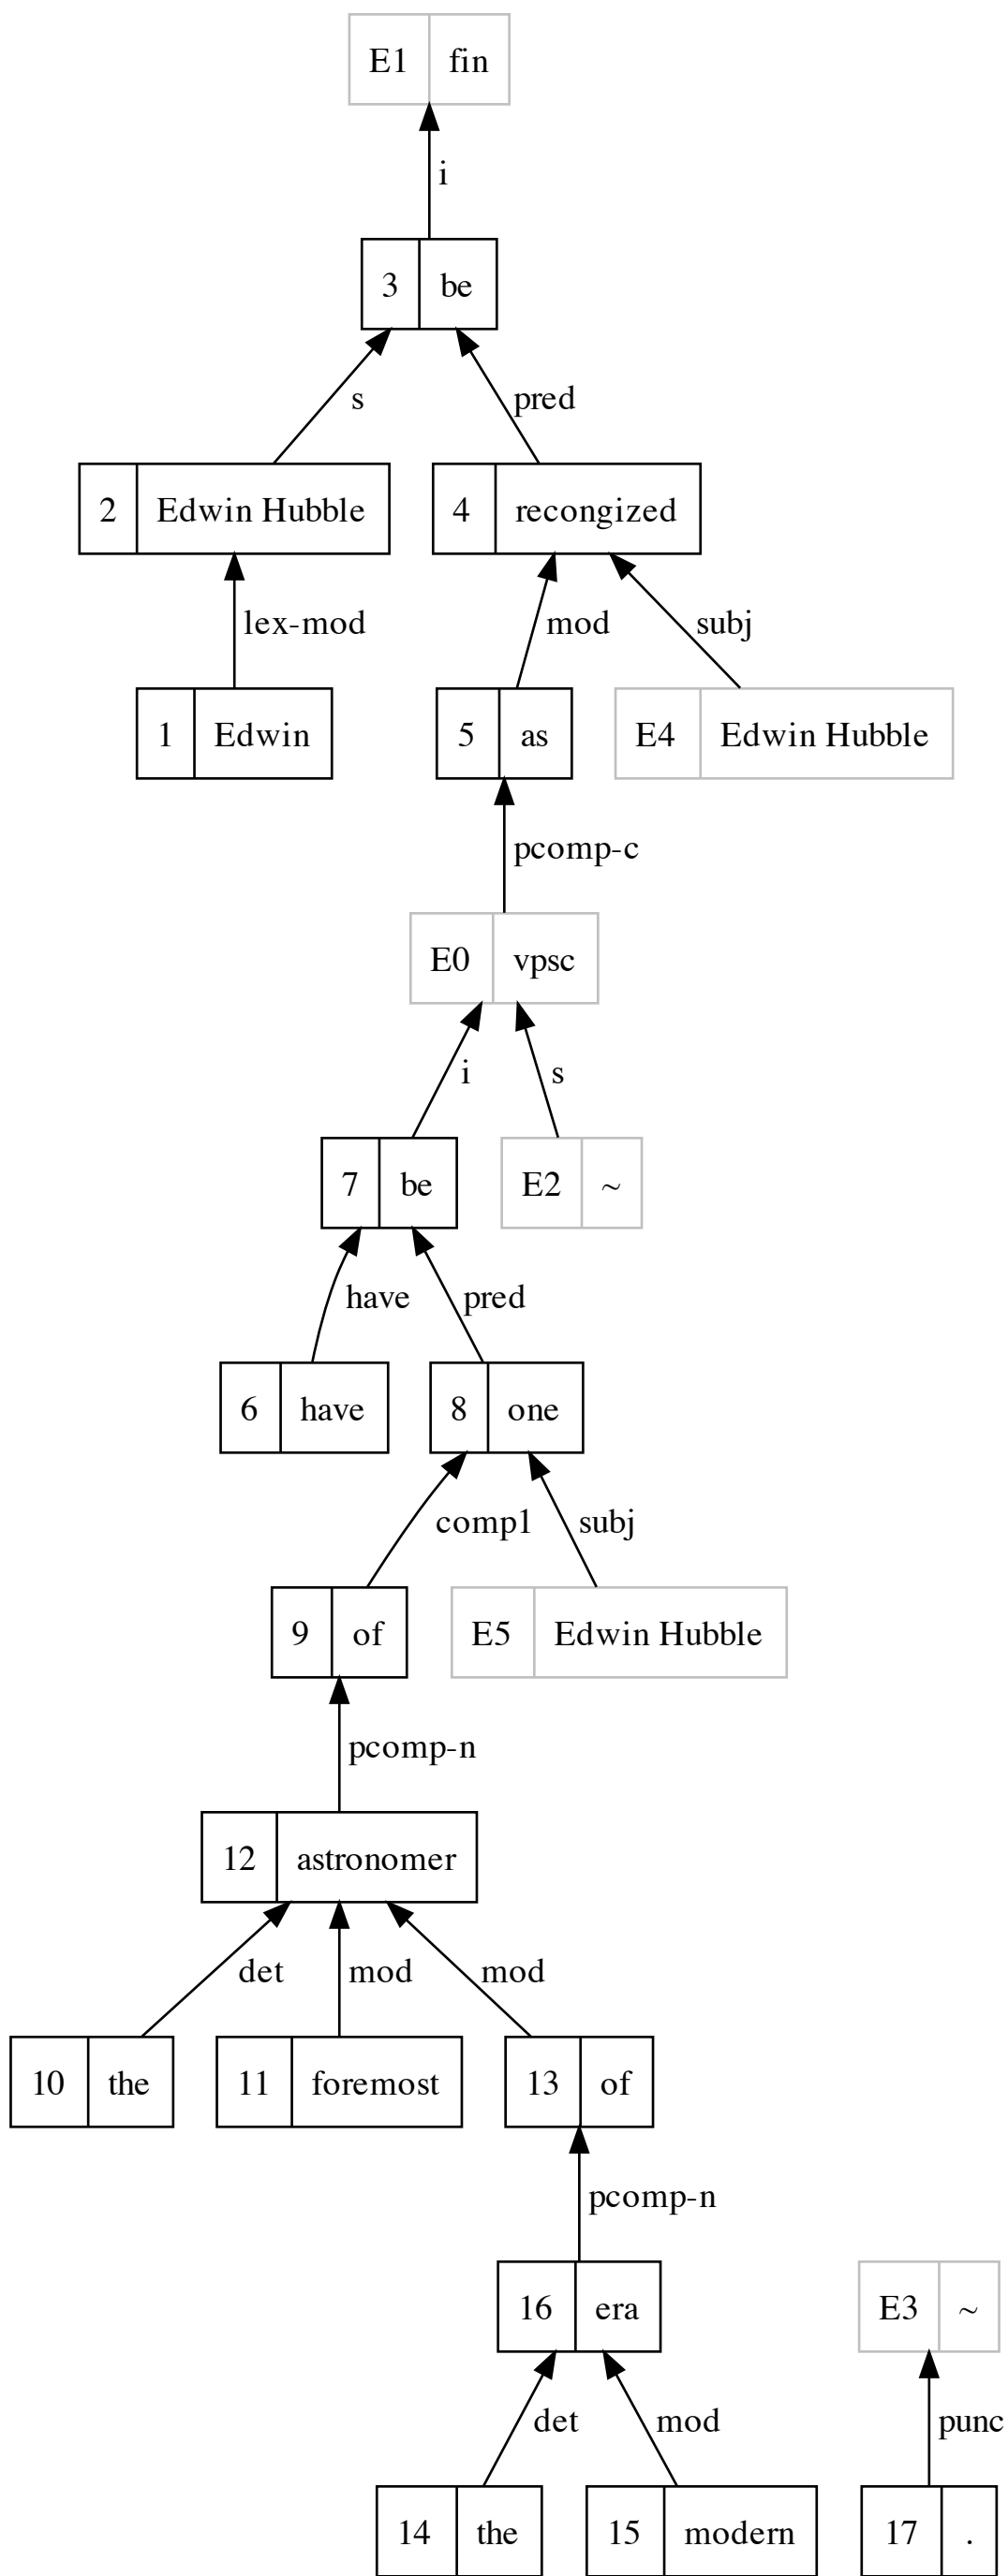 E1 fin
i
3 be
s pred
2 Edwin Hubble 4 recongized
lex-mod mod subj
1 Edwin 5 as E4 Edwin Hubble
pcomp-c
E0 vpsc
i s
7 be E2 ~
have pred
6 have 8 one
comp1 subj
9 of E5 Edwin Hubble
pcomp-n
12 astronomer
det mod mod
10 the 11 foremost 13 of
pcomp-n
16 era E3 ~
det mod punc
14 the 15 modern 17 .